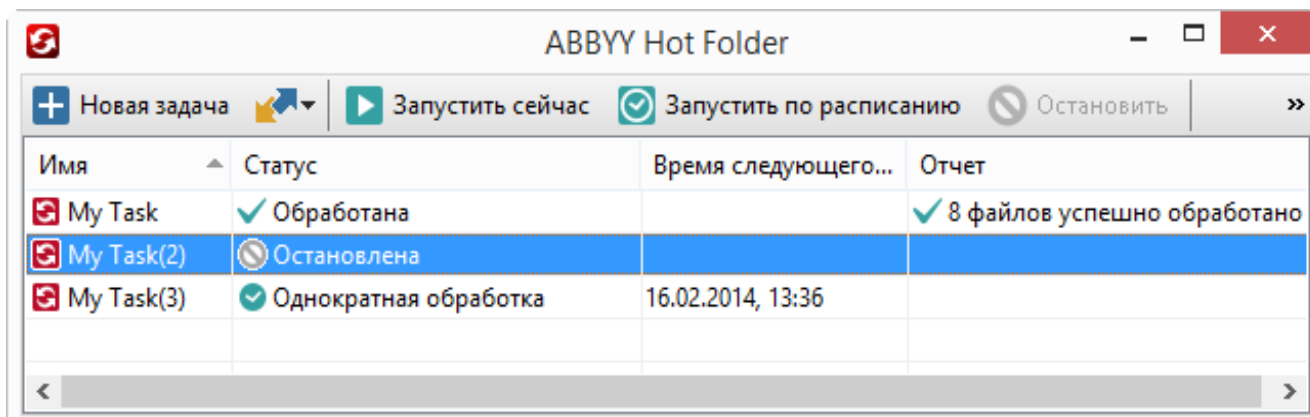 ABBYY Hot Folder
Новая задача Запустить сейчас Запустить по расписанию Остановить »
Имя Статус Время следующего... Отчет
My Task Обработана 8 файлов успешно обработано
My Task(2) Остановлена
My Task(3) Однократная обработка 16.02.2014, 13:36